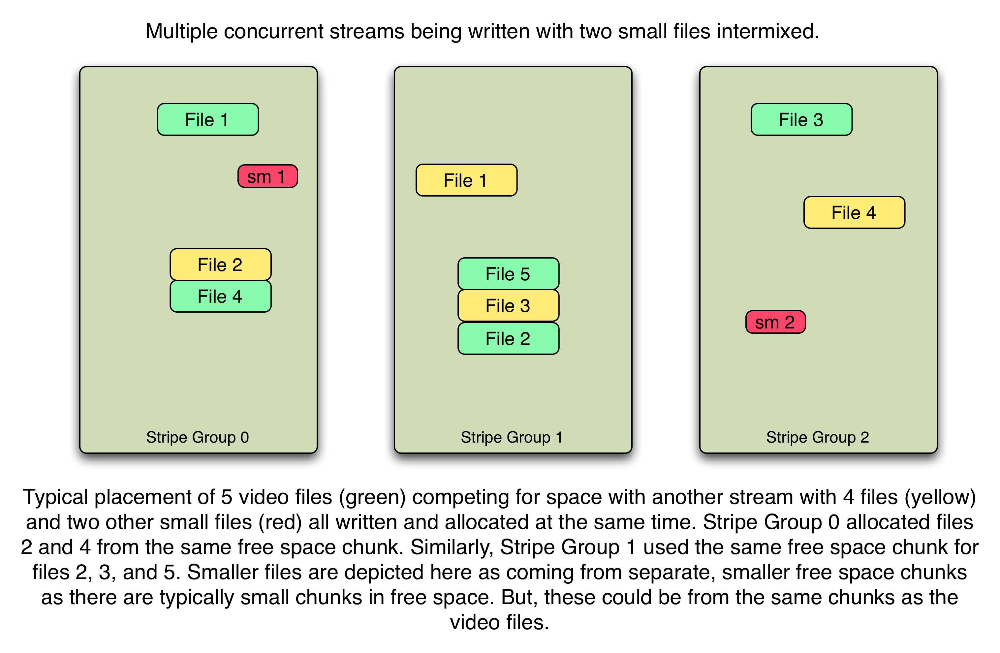 Multiple concurrent streams being written with two small files intermixed.
File 1
sm 1
File 2
File 4
Stripe Group 0
File 1
File 5
File 3
File 2
Stripe Group 1
File 3
File 4
sm 2
Stripe Group 2
Typical placement of 5 video files (green) competing for space with another stream with 4 files (yellow)
and two other small files (red) all written and allocated at the same time. Stripe Group 0 allocated files
2 and 4 from the same free space chunk. Similarly, Stripe Group 1 used the same free space chunk for
files 2, 3, and 5. Smaller files are depicted here as coming from separate, smaller free space chunks
as there are typically small chunks in free space. But, these could be from the same chunks as the
video files.